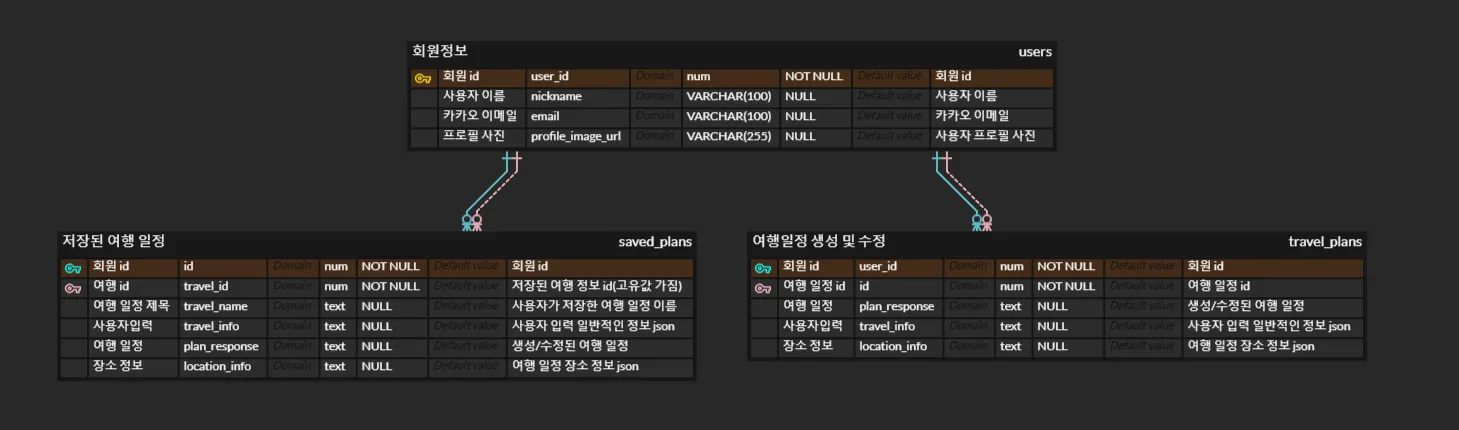 회원정보 users
회원 id user_id Domain num NOT NULL Default value 회원 id
사용자 이름 nickname Domain VARCHAR(100) NULL Default value 사용자 이름
카카오 이메일 email Domain VARCHAR(100) NULL Default value 카카오 이메일
프로필 사진 profile_image_url Domain VARCHAR(255) NULL Default value 사용자 프로필 사진
저장된 여행 일정 saved_plans
회원 id id Domain num NOT NULL Default value 회원 id
여행 id travel_id Domain num NOT NULL Default value 저장된 여행 정보 id(고유값 가짐)
여행 일정 제목 travel_name Domain text NULL Default value 사용자가 저장한 여행 일정 이름
사용자입력 travel_info Domain text NULL Default value 사용자 입력 일반적인 정보 json
여행 일정 plan_response Domain text NULL Default value 생성/수정된 여행 일정
장소 정보 location_info Domain text NULL Default value 여행 일정 장소 정보 json
여행일정 생성 및 수정 travel_plans
회원 id user_id Domain num NOT NULL Default value 회원 id
여행 일정 id id Domain num NOT NULL Default value 여행 일정 id
여행 일정 plan_response Domain text NULL Default value 생성/수정된 여행 일정
사용자입력 travel_info Domain text NULL Default value 사용자 입력 일반적인 정보 json
장소 정보 location_info Domain text NULL Default value 여행 일정 장소 정보 json